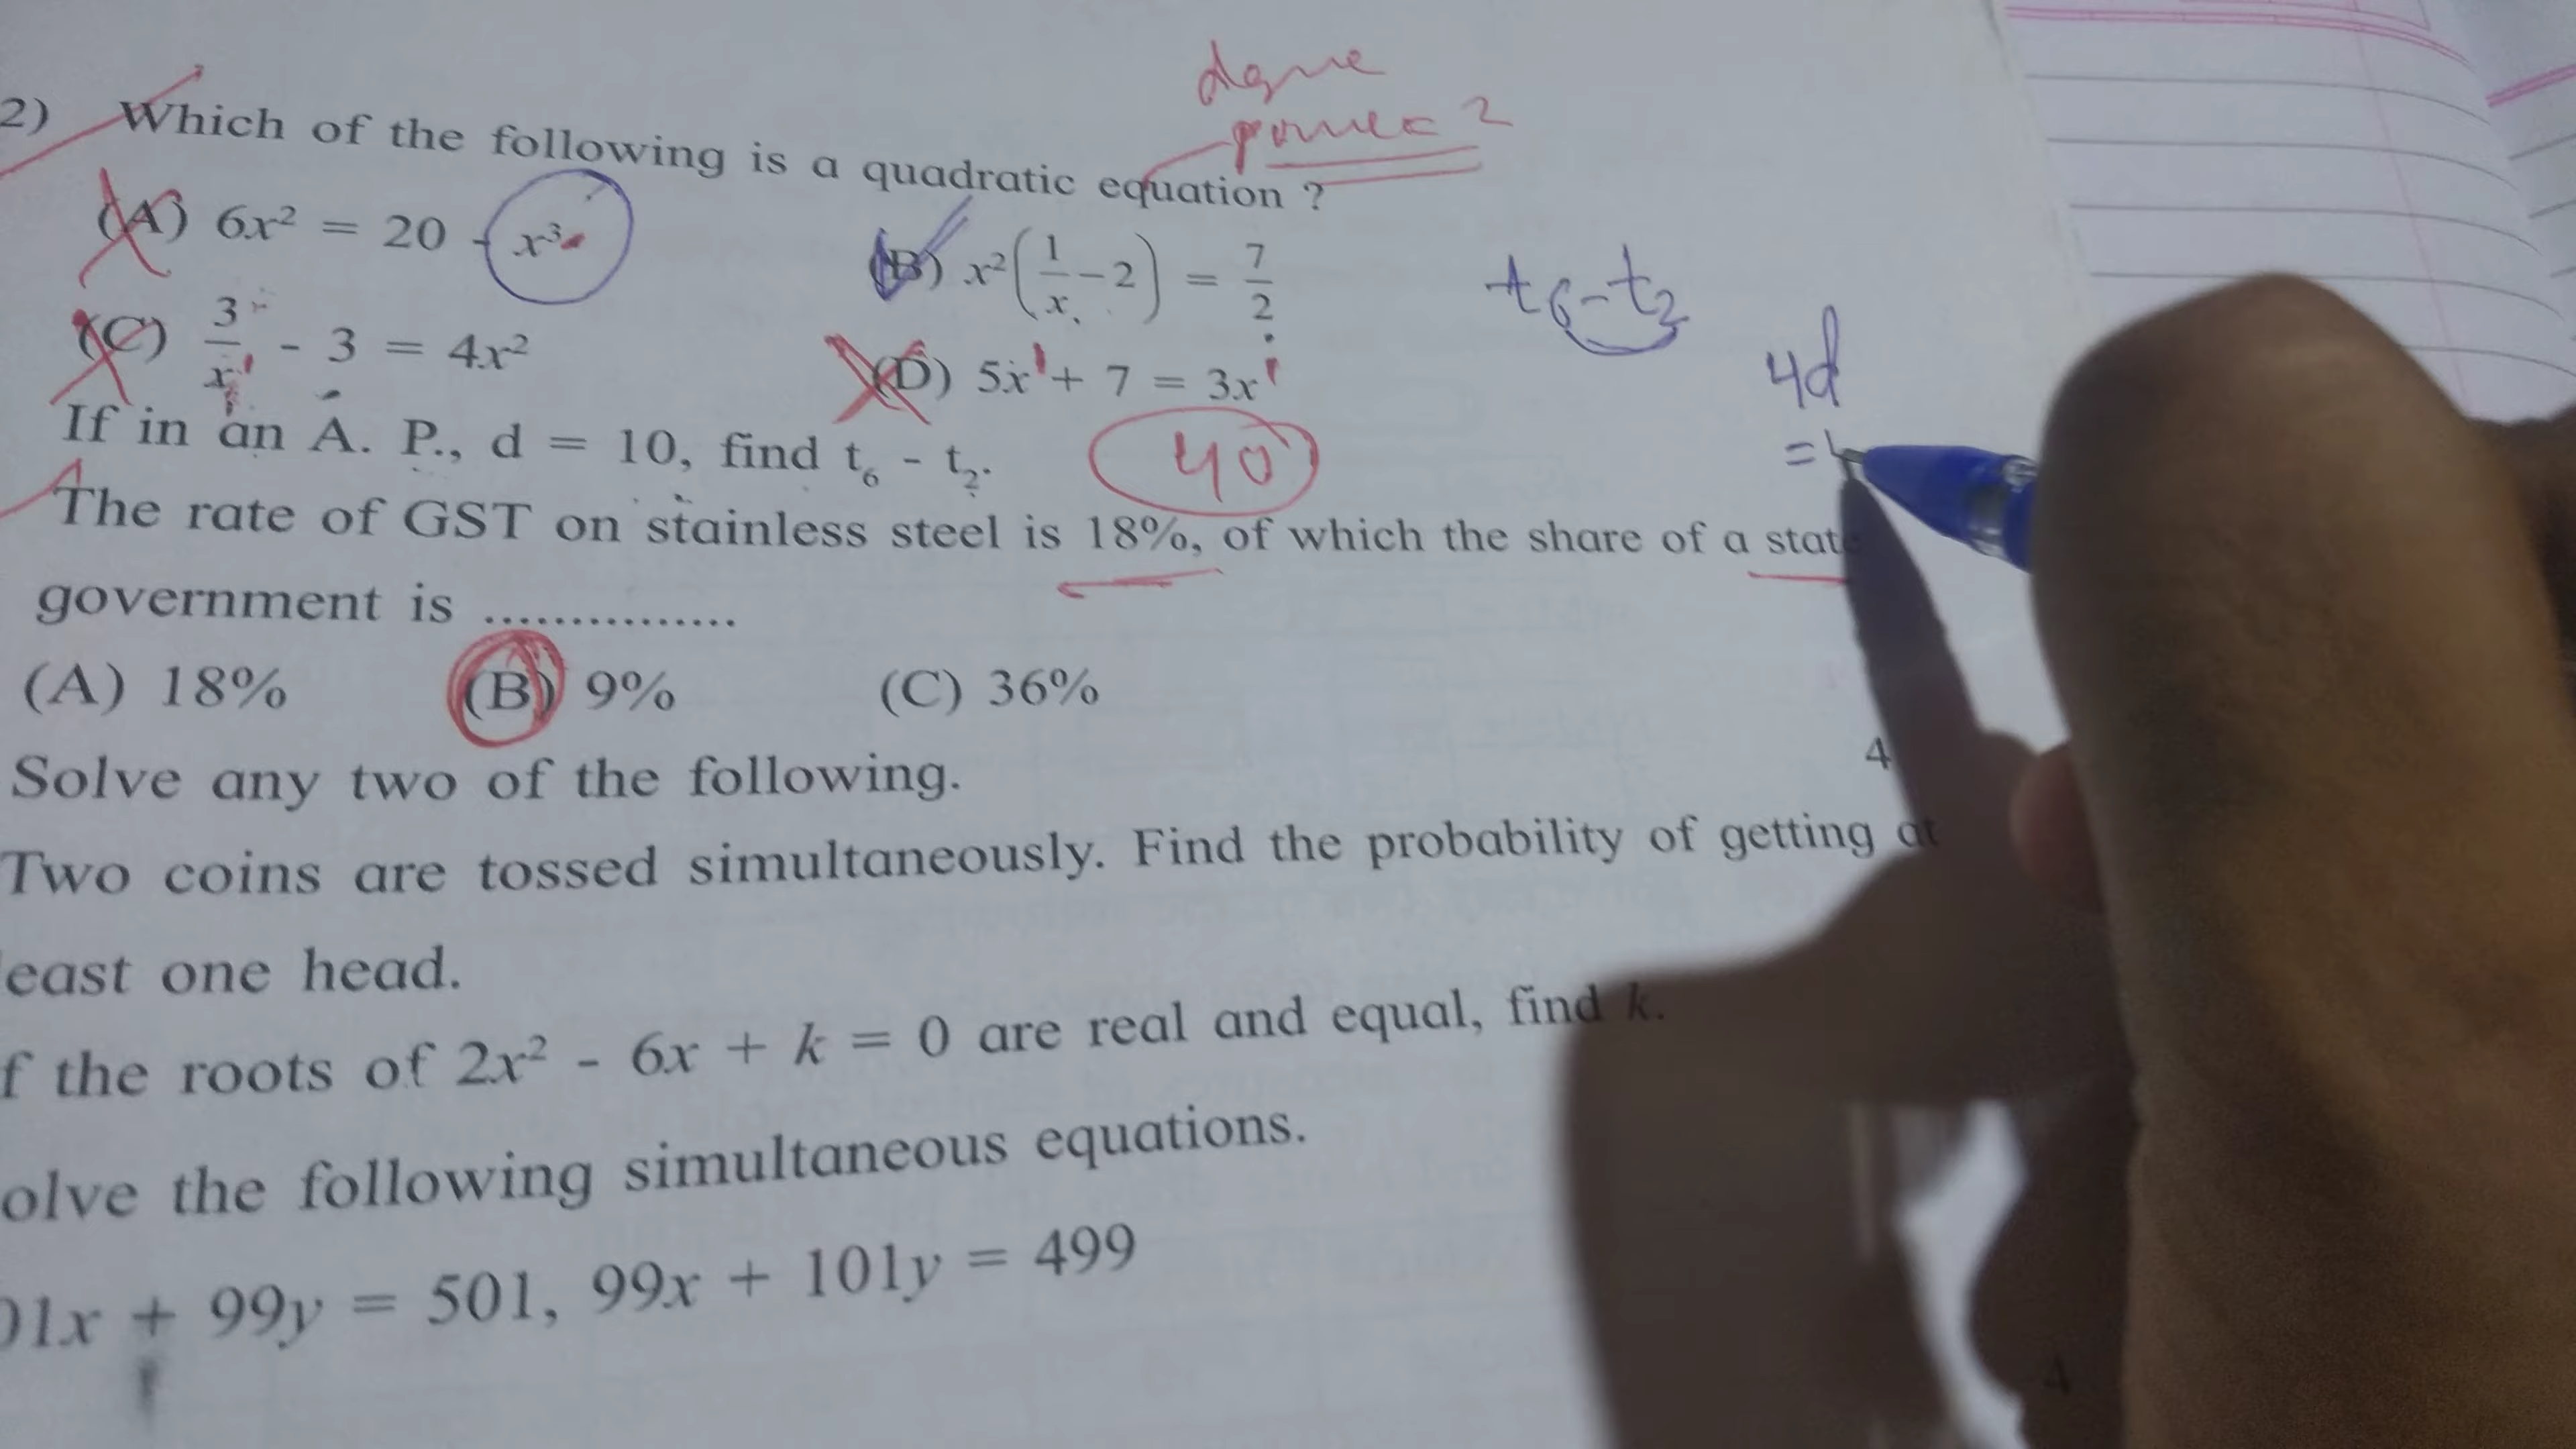 degree
power = 2
2) Which of the following is a quadratic equation ?
(A) 6x² = 20 - x³
(B) x²(1/x - 2) = 7/2
(C) 3/x - 3 = 4x²
(D) 5x + 7 = 3x
t₆ - t₂
4d
= 4
If in an A. P., d = 10, find t₆ - t₂.
40
The rate of GST on stainless steel is 18%, of which the share of a stat
government is ...............
(A) 18% (B) 9% (C) 36%
Solve any two of the following. 4
Two coins are tossed simultaneously. Find the probability of getting at
east one head.
f the roots of 2x² - 6x + k = 0 are real and equal, find k.
olve the following simultaneous equations.
01x + 99y = 501, 99x + 101y = 499
4